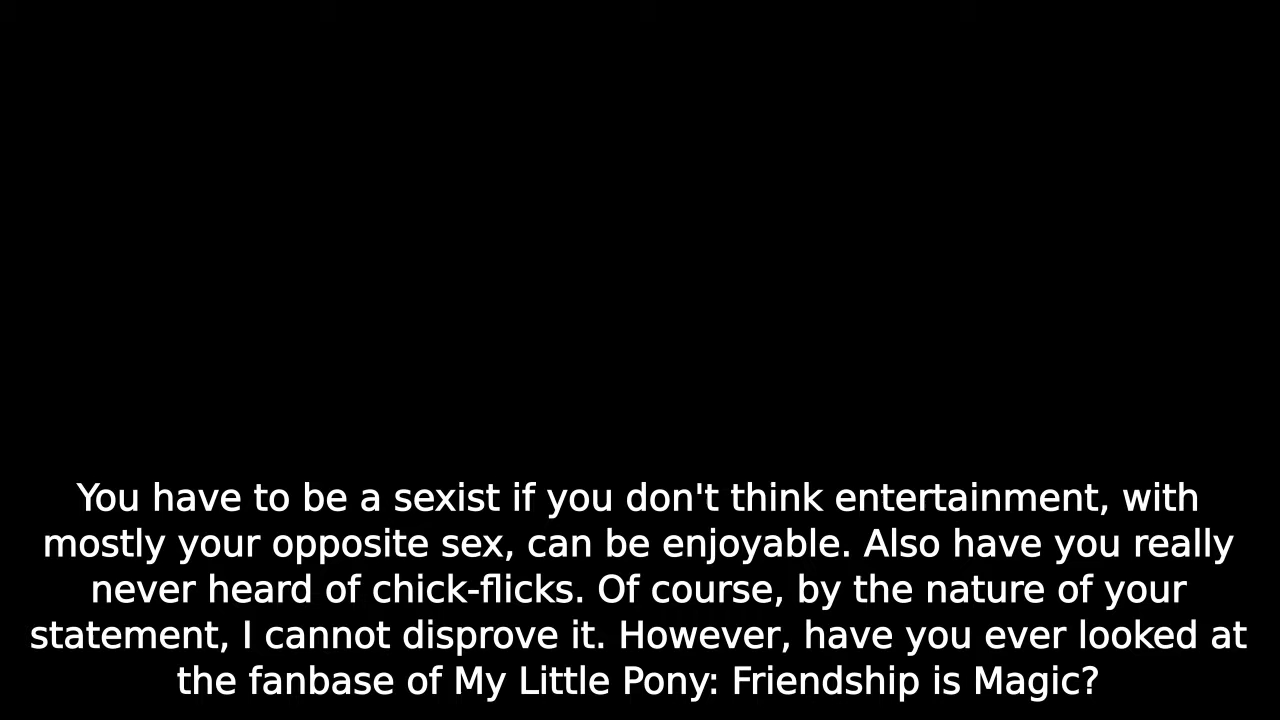 You have to be a sexist if you don't think entertainment, with
mostly your opposite sex, can be enjoyable. Also have you really
never heard of chick-flicks. Of course, by the nature of your
statement, I cannot disprove it. However, have you ever looked at
the fanbase of My Little Pony: Friendship is Magic?